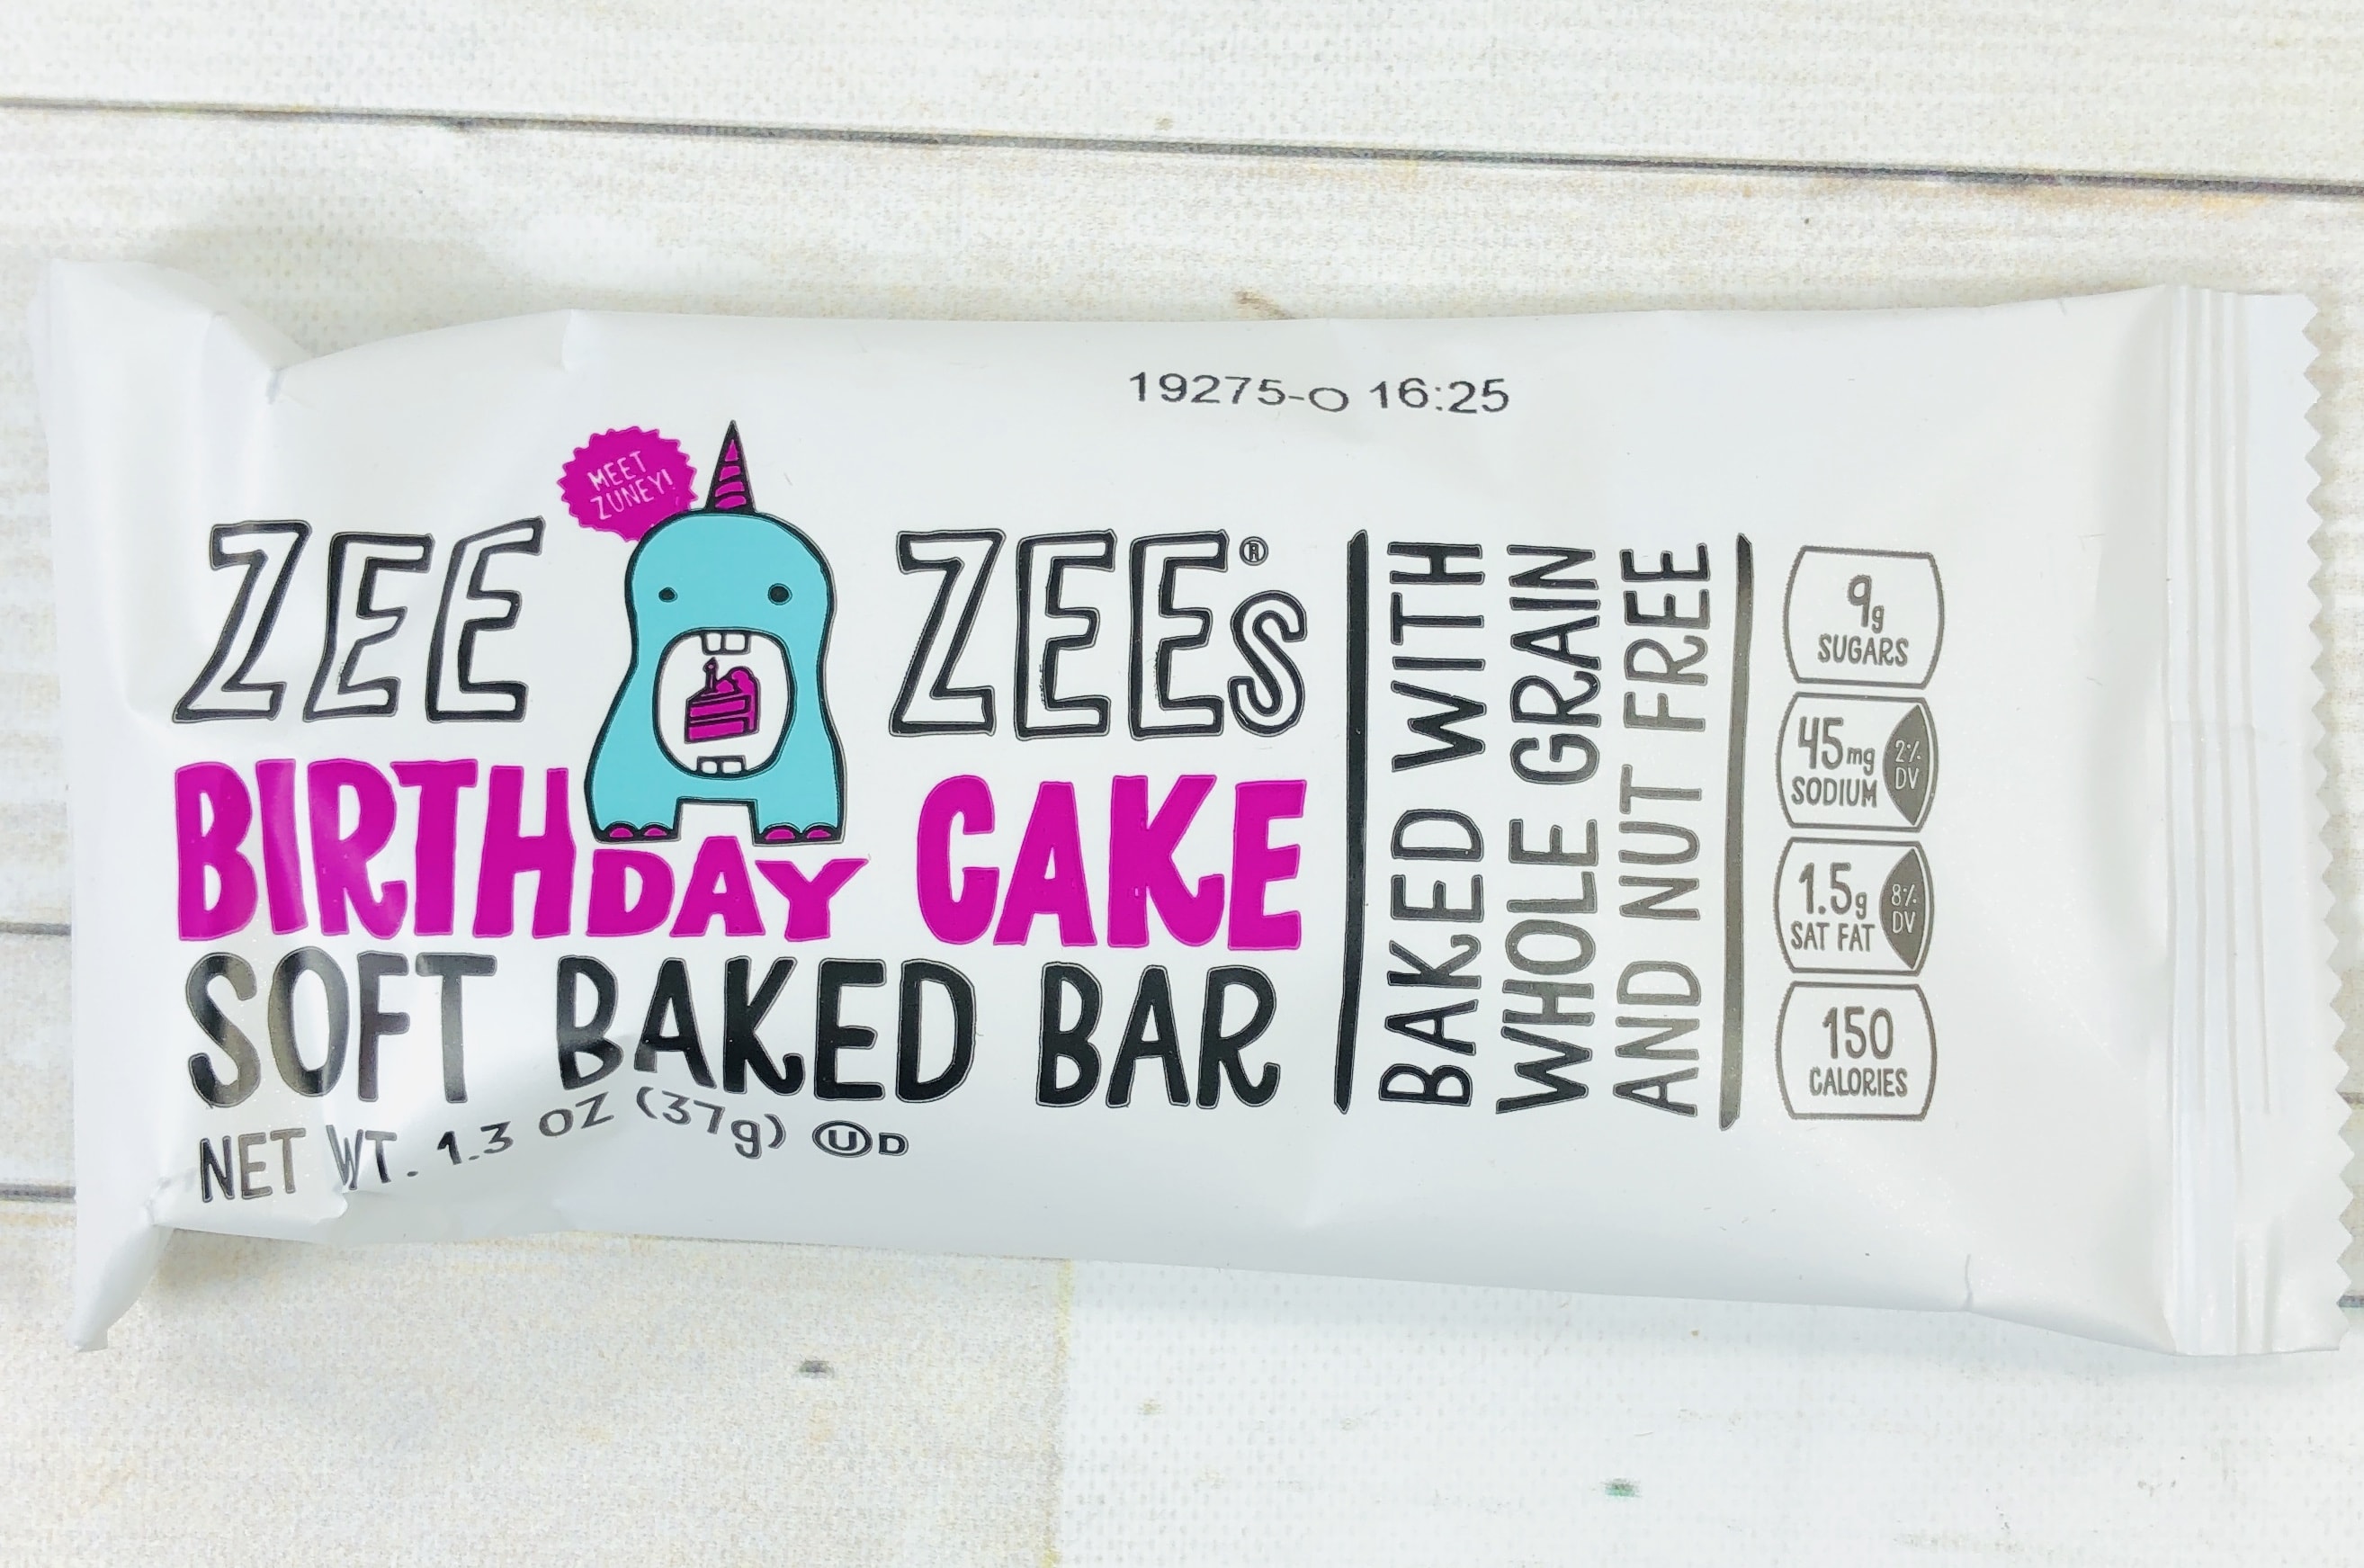 19275-O 16:25
MEET
ZUNEY!
ZEE ZEE's®
BIRTHDAY CAKE
SOFT BAKED BAR
NET WT. 1.3 OZ (37g) Ⓤ D
BAKED WITH
WHOLE GRAIN
AND NUT FREE
9g
SUGARS
45mg
SODIUM
2%
DV
1.5g
SAT FAT
8%
DV
150
CALORIES